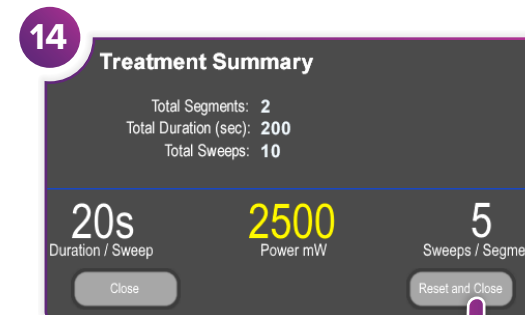 14
Treatment Summary
Total Segments: 2
Total Duration (sec): 200
Total Sweeps: 10
20s 2500 5
Duration / Sweep Power mW Sweeps / Segme
Close Reset and Close